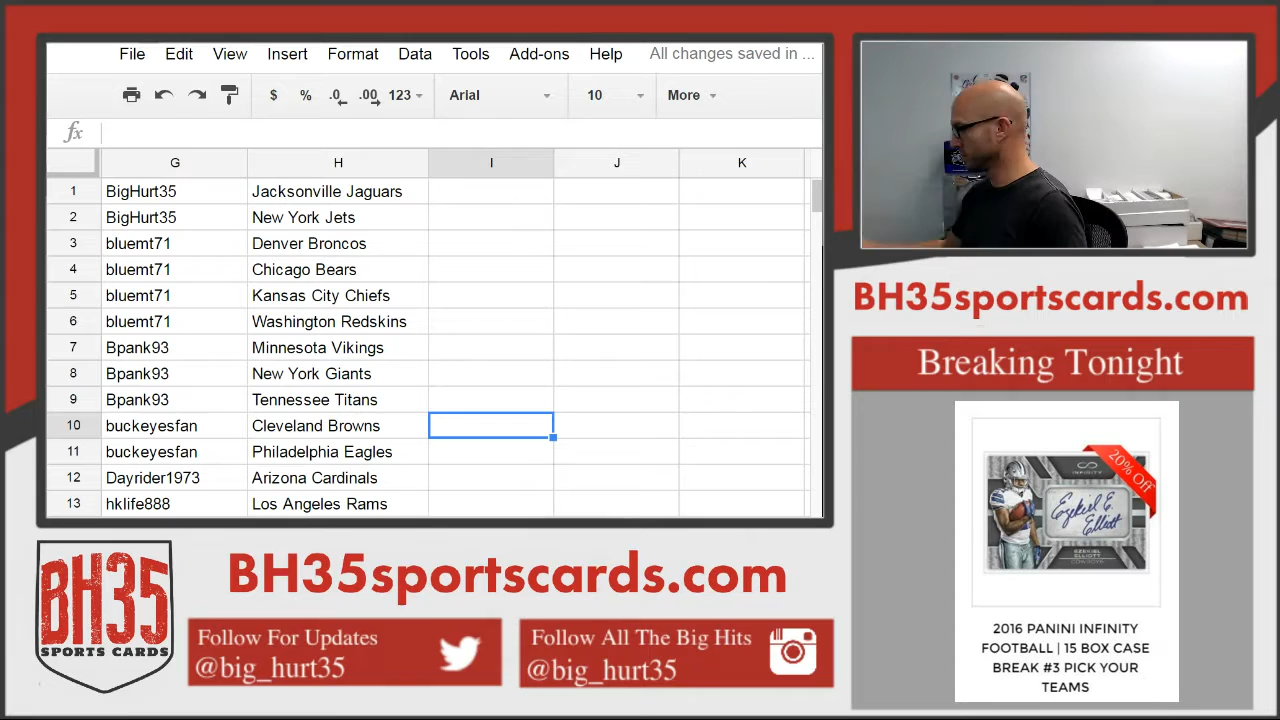 File Edit View Insert Format Data Tools Add-ons Help All changes saved in ...
$ % .0 .00 123 Arial 10 More
fx
G H I J K
1 BigHurt35 Jacksonville Jaguars
2 BigHurt35 New York Jets
3 bluemt71 Denver Broncos
4 bluemt71 Chicago Bears
5 bluemt71 Kansas City Chiefs
6 bluemt71 Washington Redskins
7 Bpank93 Minnesota Vikings
8 Bpank93 New York Giants
9 Bpank93 Tennessee Titans
10 buckeyesfan Cleveland Browns
11 buckeyesfan Philadelphia Eagles
12 Dayrider1973 Arizona Cardinals
13 hklife888 Los Angeles Rams
BH35sportscards.com
Breaking Tonight
20% Off
INFINITY
Ezekiel E.
Elliott
EZEKIEL
ELLIOTT
2016 PANINI INFINITY
FOOTBALL | 15 BOX CASE
BREAK #3 PICK YOUR
TEAMS
BH35
SPORTS CARDS
BH35sportscards.com
Follow For Updates
@big_hurt35
Follow All The Big Hits
@big_hurt35